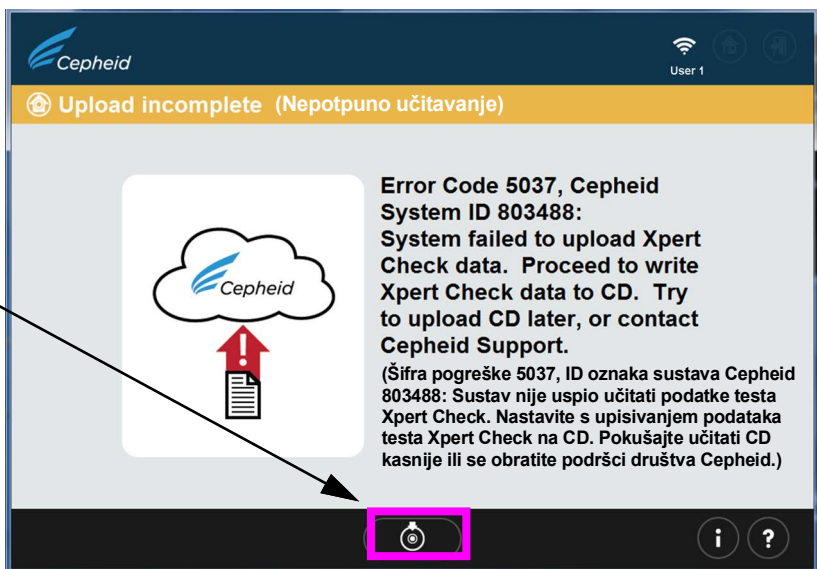 Cepheid
User 1
Upload incomplete (Nepotpuno učitavanje)
Cepheid
Error Code 5037, Cepheid
System ID 803488:
System failed to upload Xpert
Check data. Proceed to write
Xpert Check data to CD. Try
to upload CD later, or contact
Cepheid Support.
(Šifra pogreške 5037, ID oznaka sustava Cepheid
803488: Sustav nije uspio učitati podatke testa
Xpert Check. Nastavite s upisivanjem podataka
testa Xpert Check na CD. Pokušajte učitati CD
kasnije ili se obratite podršci društva Cepheid.)
i ?